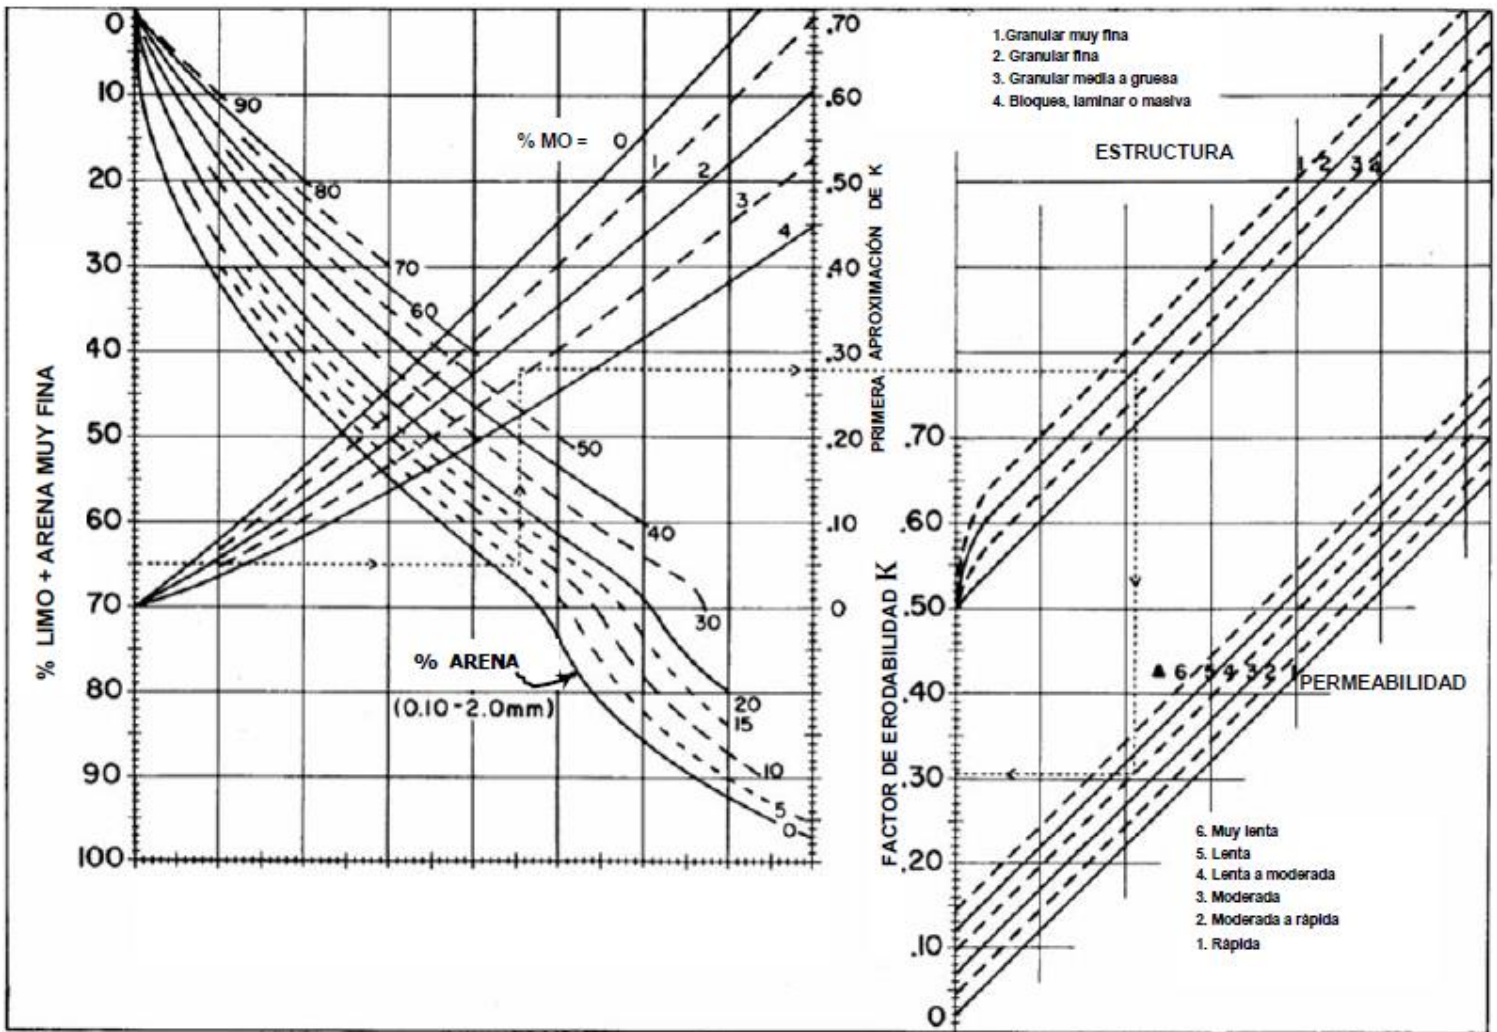 % LIMO + ARENA MUY FINA
0
10
20
30
40
50
60
70
80
90
100
90
80
70
60
50
40
30
20
15
10
5
0
% ARENA
(0.10-2.0mm)
% MO = 0
1
2
3
4
.70
.60
.50
.40
.30
.20
.10
0
PRIMERA APROXIMACIÓN DE K
1.Granular muy fina
2. Granular fina
3. Granular media a gruesa
4. Bloques, laminar o masiva
ESTRUCTURA
1 2 3 4
FACTOR DE ERODABILIDAD K
.70
.60
.50
.40
.30
.20
.10
0
6 5 4 3 2 1
PERMEABILIDAD
6. Muy lenta
5. Lenta
4. Lenta a moderada
3. Moderada
2. Moderada a rápida
1. Rápida